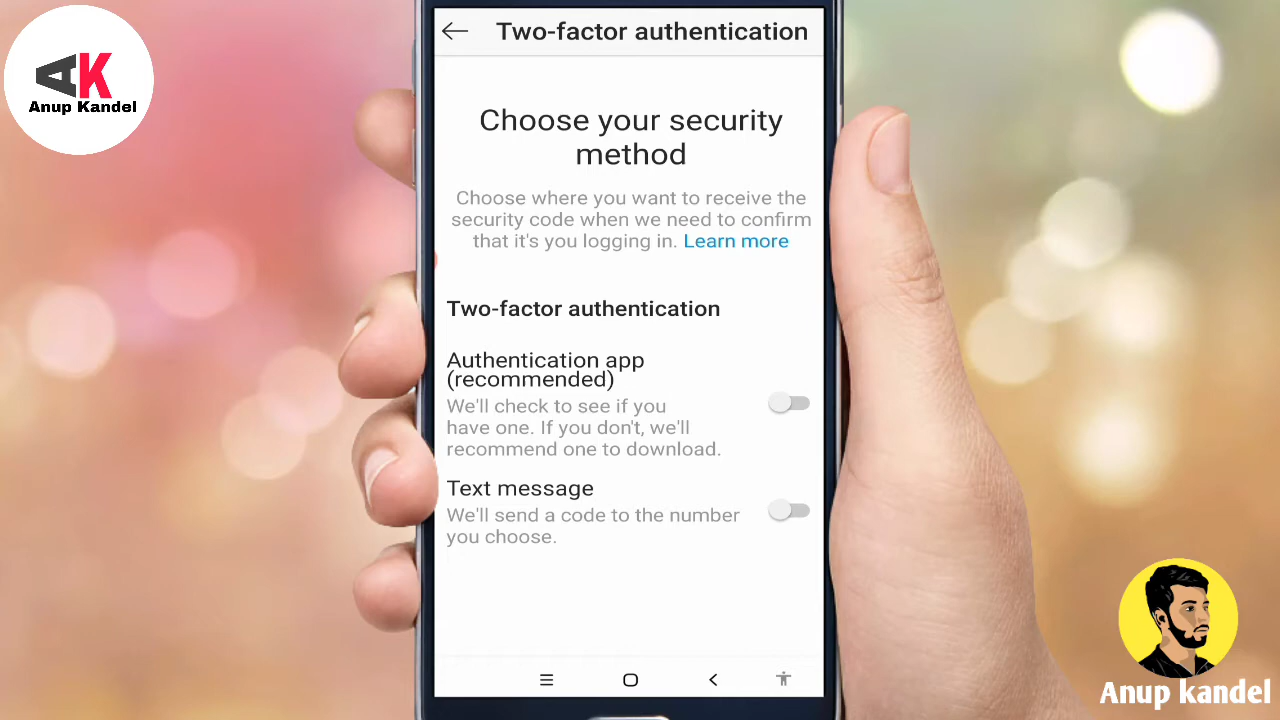 AK
Anup Kandel
Two-factor authentication
Choose your security
method
Choose where you want to receive the
security code when we need to confirm
that it's you logging in. Learn more
Two-factor authentication
Authentication app
(recommended)
We'll check to see if you
have one. If you don't, we'll
recommend one to download.
Text message
We'll send a code to the number
you choose.
Anup kandel